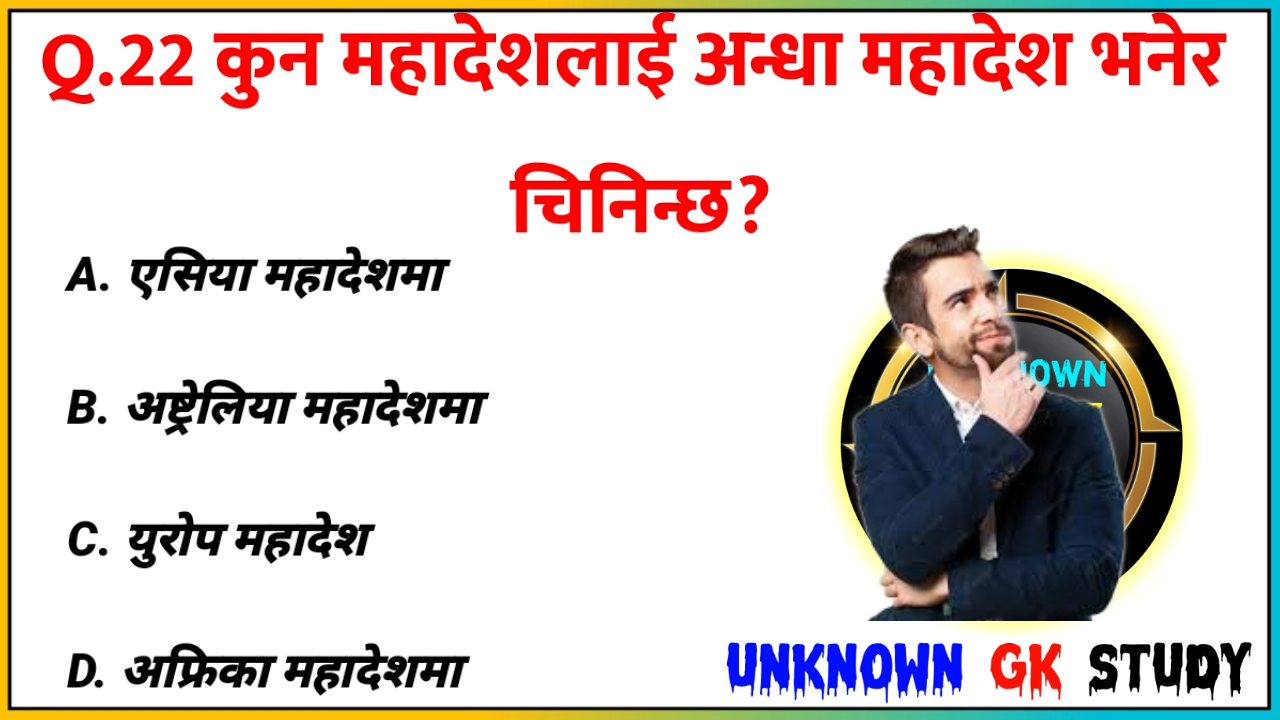 Q.22 कुन महादेशलाई अन्धा महादेश भनेर
चिनिन्छ?
A. एसिया महादेशमा
B. अष्ट्रेलिया महादेशमा
C. युरोप महादेश
D. अफ्रिका महादेशमा
UNKNOWN GK STUDY